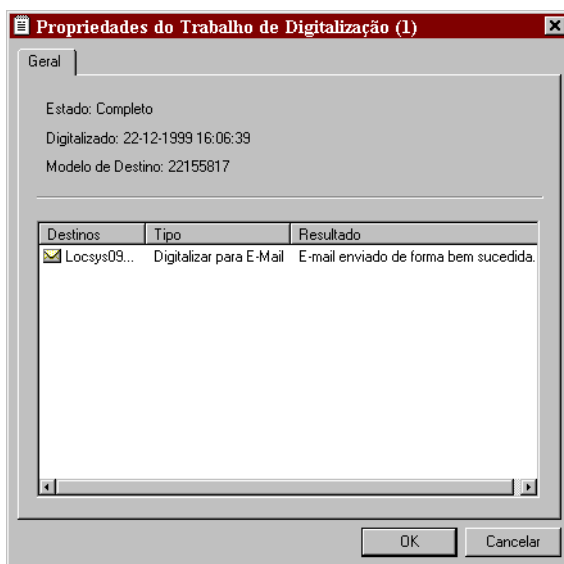 Propriedades do Trabalho de Digitalização (1)
Geral
Estado: Completo
Digitalizado: 22-12-1999 16:06:39
Modelo de Destino: 22155817
Destinos Tipo Resultado
Locsys09... Digitalizar para E-Mail E-mail enviado de forma bem sucedida.
OK Cancelar